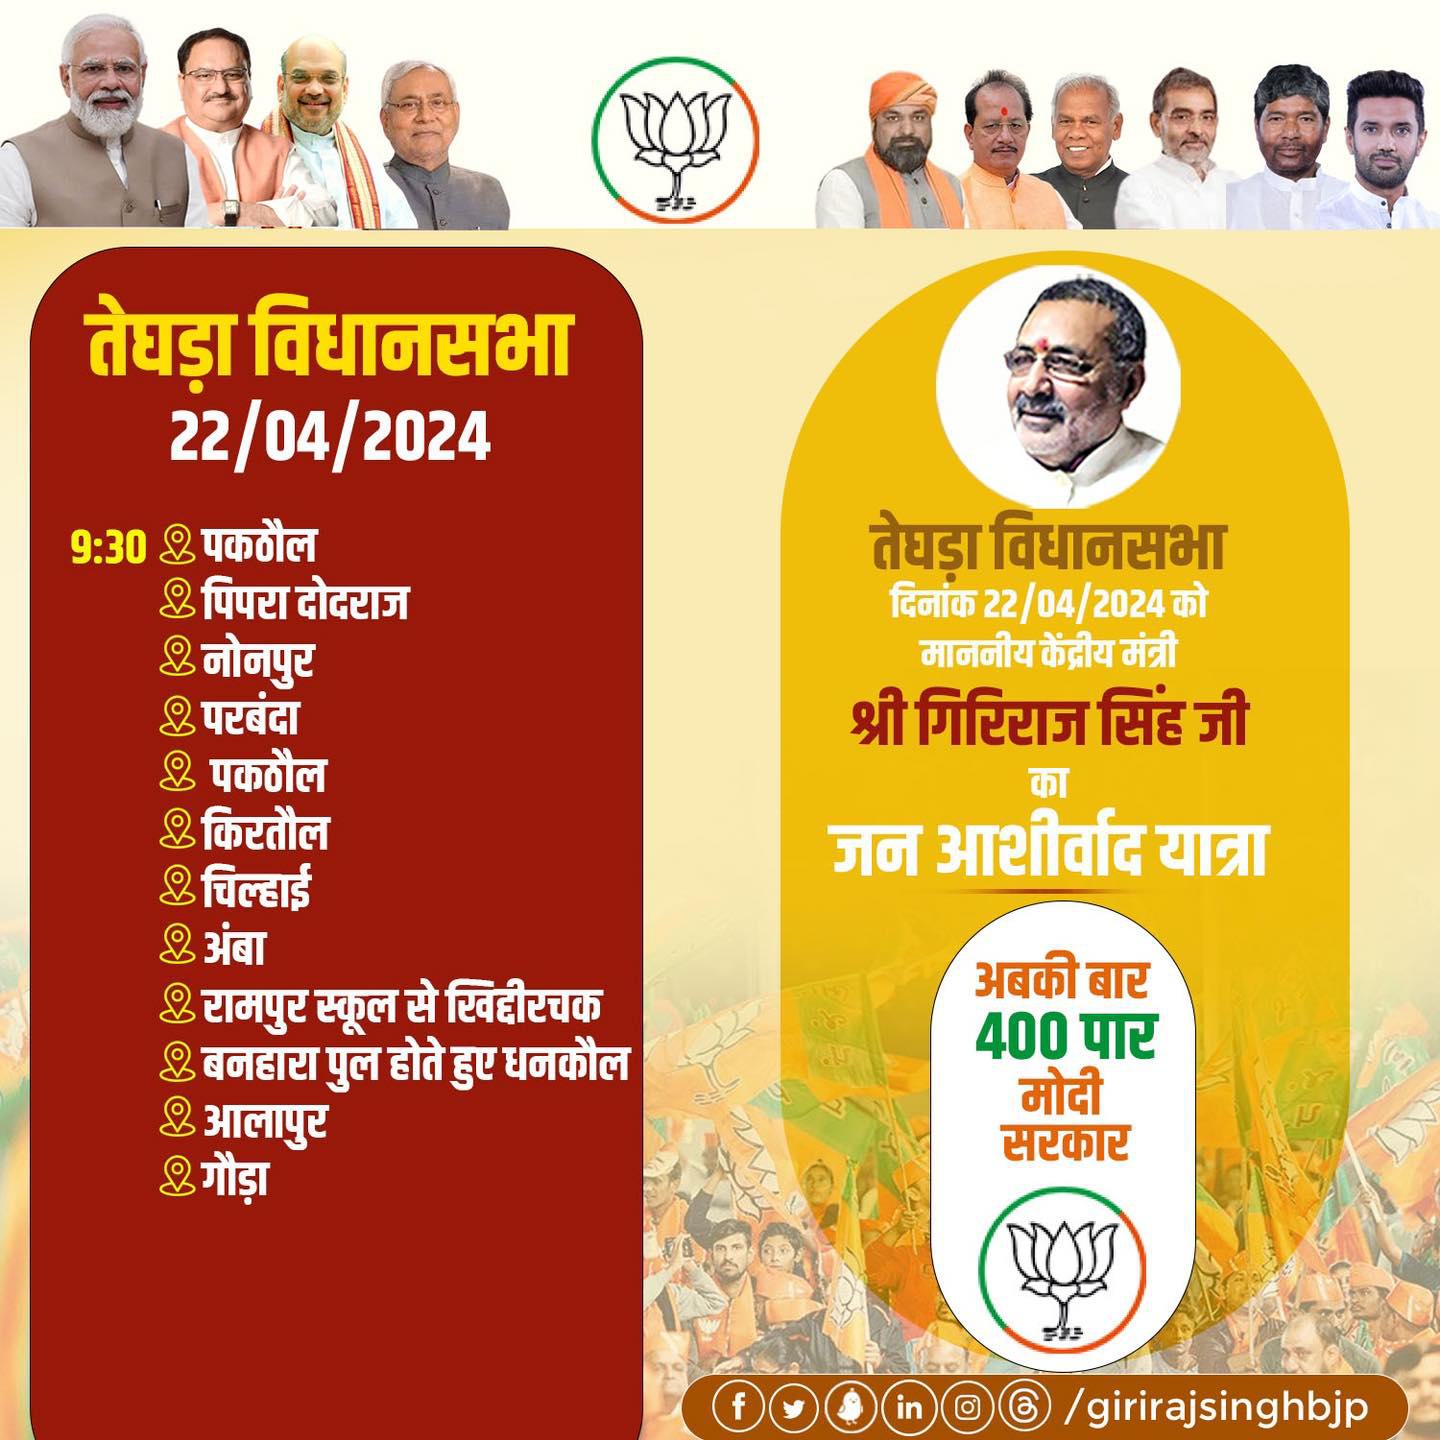 तेघड़ा विधानसभा
22/04/2024
9:30 पकठौल
पिपरा दोदराज
नोनपुर
परबंदा
पकठौल
किरतौल
चिल्हाई
अंबा
रामपुर स्कूल से खिद्दीरचक
बनहारा पुल होते हुए धनकौल
आलापुर
गौड़ा
तेघड़ा विधानसभा
दिनांक 22/04/2024 को
माननीय केंद्रीय मंत्री
श्री गिरिराज सिंह जी
का
जन आशीर्वाद यात्रा
अबकी बार
400 पार
मोदी
सरकार
/girirajsinghbjp